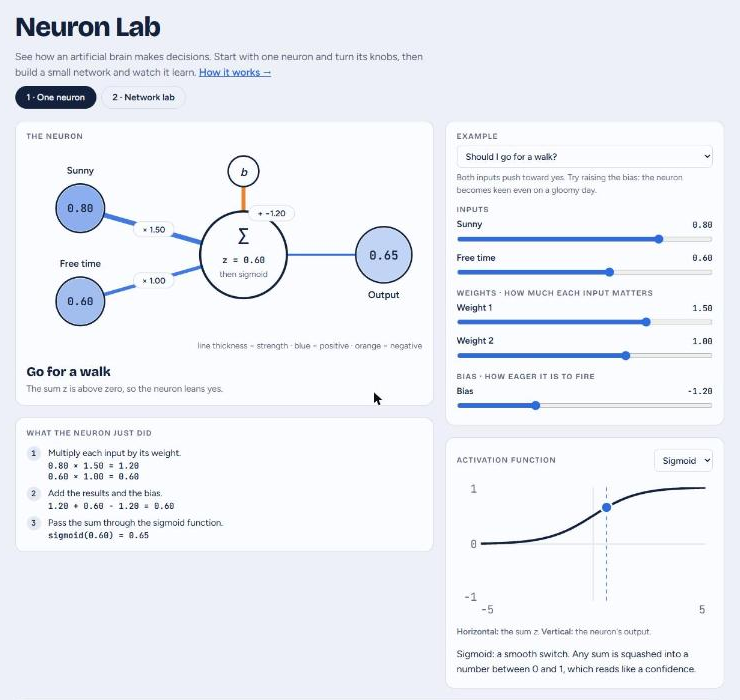 Neuron Lab
See how an artificial brain makes decisions. Start with one neuron and turn its knobs, then
build a small network and watch it learn. How it works →
1 · One neuron
2 · Network lab
THE NEURON
Sunny
0.80
× 1.50
Free time
0.60
× 1.00
b
+ −1.20
Σ
z = 0.60
then sigmoid
0.65
Output
line thickness = strength · blue = positive · orange = negative
Go for a walk
The sum z is above zero, so the neuron leans yes.
WHAT THE NEURON JUST DID
1 Multiply each input by its weight.
0.80 × 1.50 = 1.20
0.60 × 1.00 = 0.60
2 Add the results and the bias.
1.20 + 0.60 - 1.20 = 0.60
3 Pass the sum through the sigmoid function.
sigmoid(0.60) = 0.65
EXAMPLE
Should I go for a walk?
Both inputs push toward yes. Try raising the bias: the neuron
becomes keen even on a gloomy day.
INPUTS
Sunny 0.80
Free time 0.60
WEIGHTS · HOW MUCH EACH INPUT MATTERS
Weight 1 1.50
Weight 2 1.00
BIAS · HOW EAGER IT IS TO FIRE
Bias -1.20
ACTIVATION FUNCTION
Sigmoid
1
0
-1
-5 5
Horizontal: the sum z. Vertical: the neuron's output.
Sigmoid: a smooth switch. Any sum is squashed into a
number between 0 and 1, which reads like a confidence.